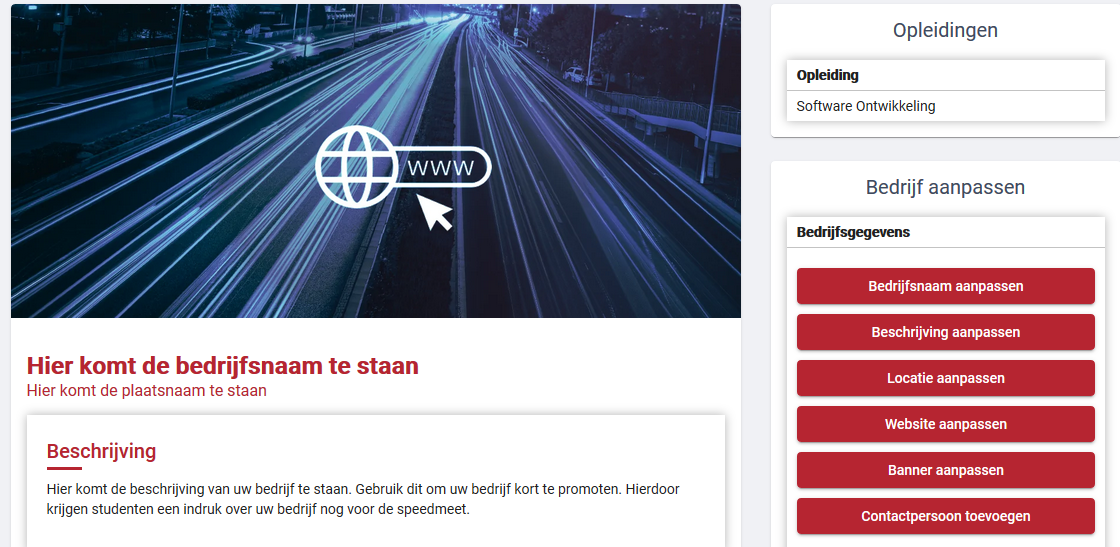 WWW
Hier komt de bedrijfsnaam te staan
Hier komt de plaatsnaam te staan
Beschrijving
Hier komt de beschrijving van uw bedrijf te staan. Gebruik dit om uw bedrijf kort te promoten. Hierdoor
krijgen studenten een indruk over uw bedrijf nog voor de speedmeet.
Opleidingen
Opleiding
Software Ontwikkeling
Bedrijf aanpassen
Bedrijfsgegevens
Bedrijfsnaam aanpassen
Beschrijving aanpassen
Locatie aanpassen
Website aanpassen
Banner aanpassen
Contactpersoon toevoegen